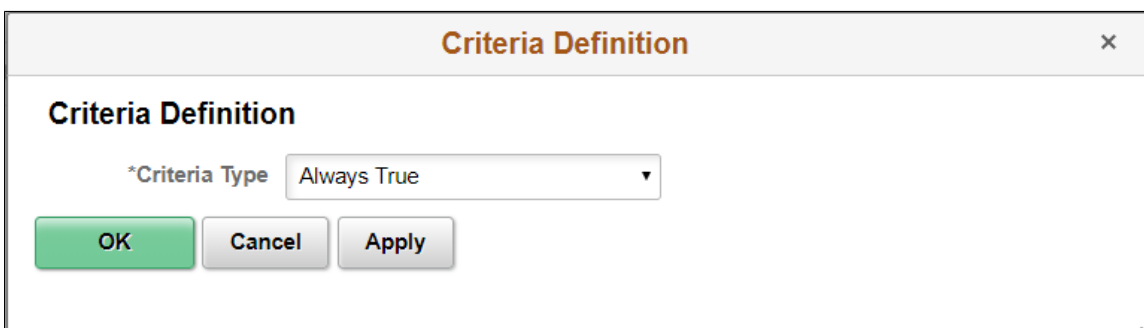 Criteria Definition ×
Criteria Definition
*Criteria Type Always True
OK Cancel Apply